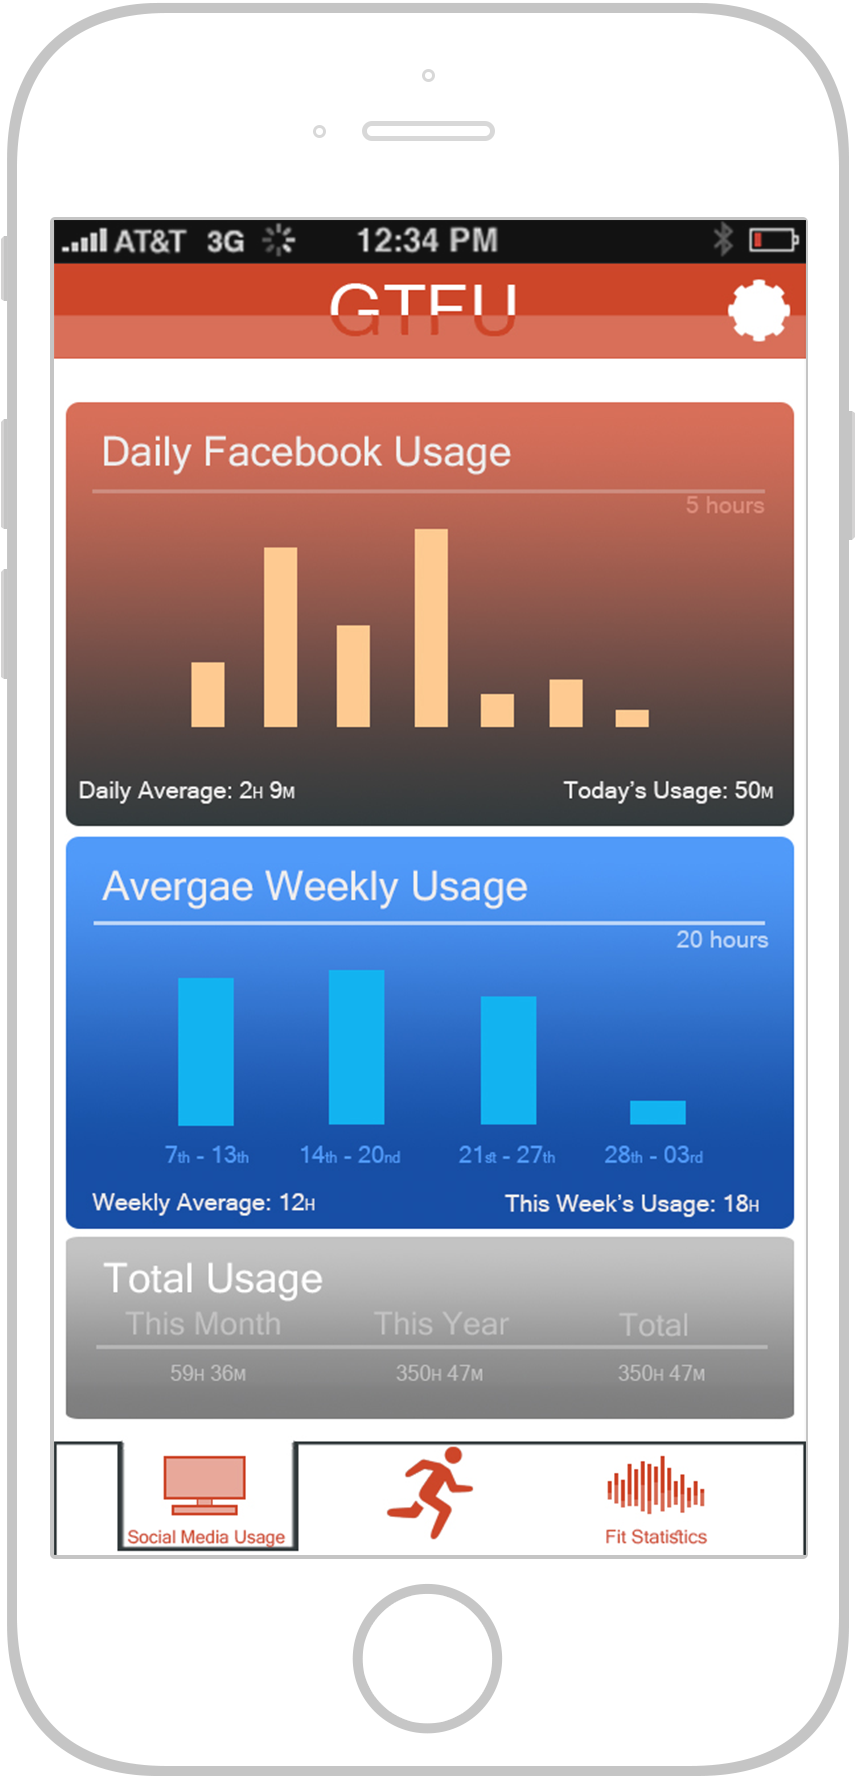 AT&T 3G 12:34 PM
GTFU
Daily Facebook Usage
5 hours
Daily Average: 2H 9M Today's Usage: 50M
Avergae Weekly Usage
20 hours
7th - 13th 14th - 20nd 21st - 27th 28th - 03rd
Weekly Average: 12H This Week's Usage: 18H
Total Usage
This Month This Year Total
59H 36M 350H 47M 350H 47M
Social Media Usage Fit Statistics